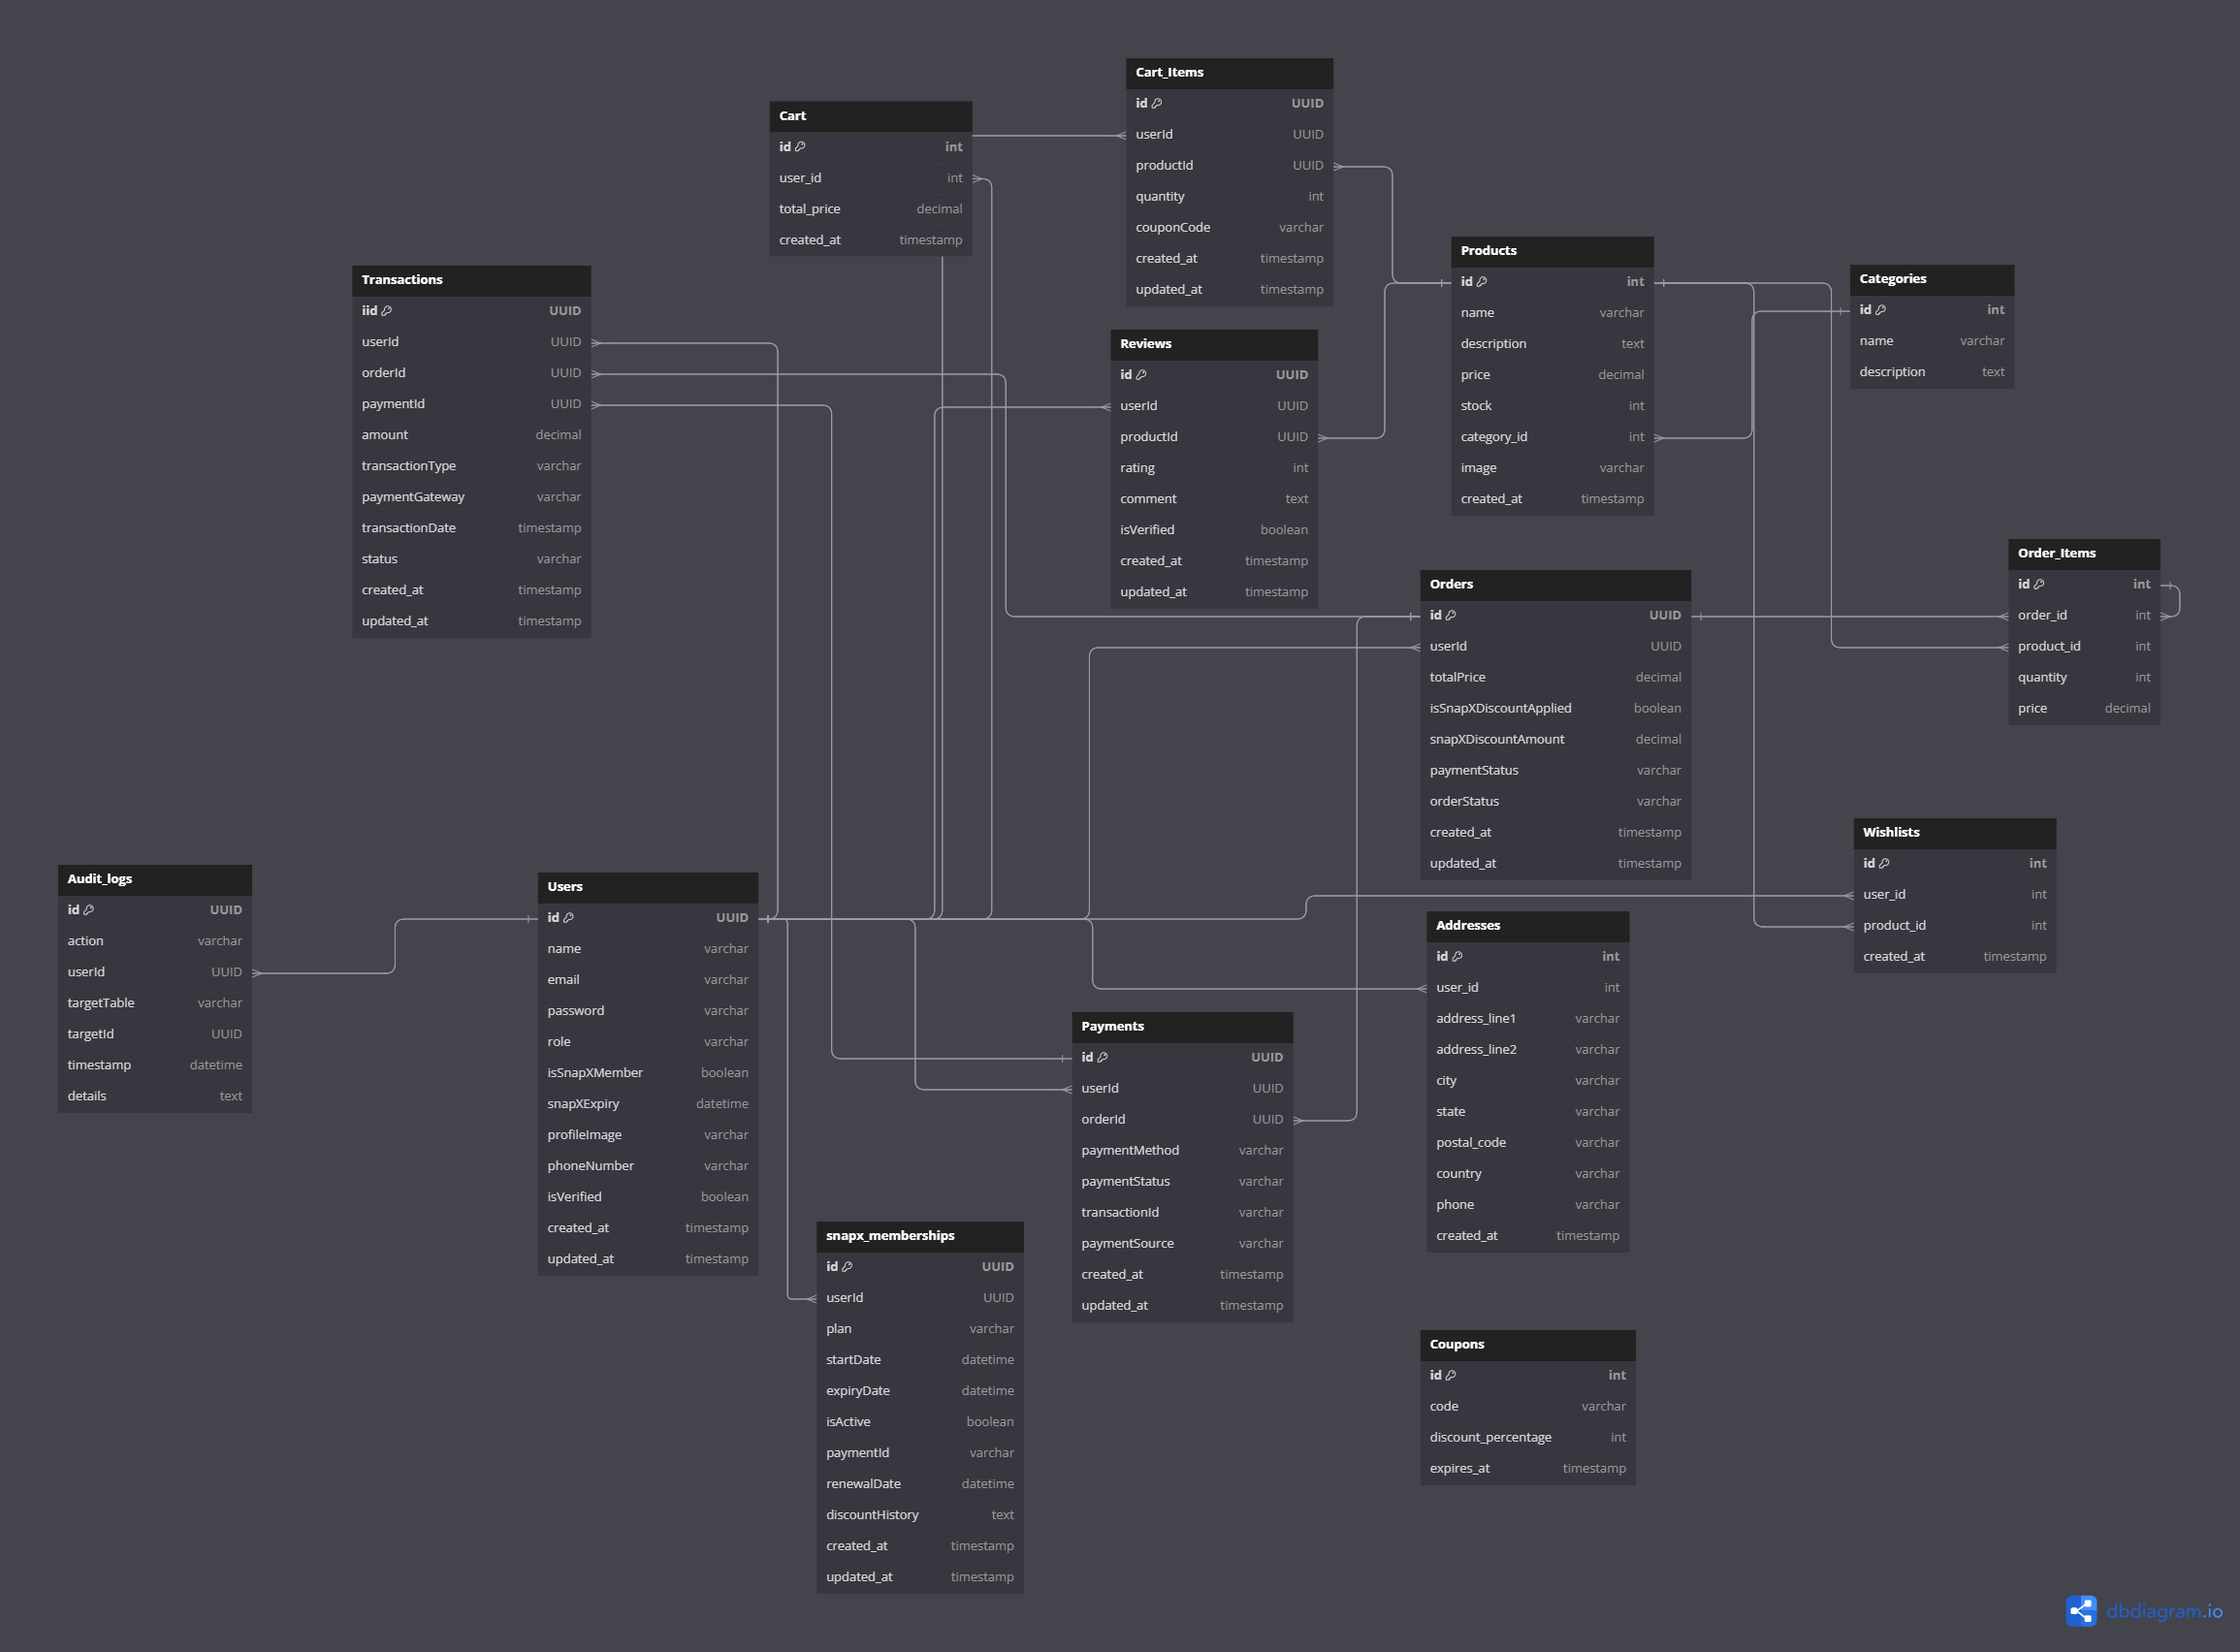 Cart_Items
id UUID
userId UUID
productId UUID
quantity int
couponCode varchar
created_at timestamp
updated_at timestamp
Cart
id int
user_id int
total_price decimal
created_at timestamp
Products
id int
name varchar
description text
price decimal
stock int
category_id int
image varchar
created_at timestamp
Categories
id int
name varchar
description text
Transactions
iid UUID
userId UUID
orderId UUID
paymentId UUID
amount decimal
transactionType varchar
paymentGateway varchar
transactionDate timestamp
status varchar
created_at timestamp
updated_at timestamp
Reviews
id UUID
userId UUID
productId UUID
rating int
comment text
isVerified boolean
created_at timestamp
updated_at timestamp
Order_Items
id int
order_id int
product_id int
quantity int
price decimal
Orders
id UUID
userId UUID
totalPrice decimal
isSnapXDiscountApplied boolean
snapXDiscountAmount decimal
paymentStatus varchar
orderStatus varchar
created_at timestamp
updated_at timestamp
Wishlists
id int
user_id int
product_id int
created_at timestamp
Audit_logs
id UUID
action varchar
userId UUID
targetTable varchar
targetId UUID
timestamp datetime
details text
Users
id UUID
name varchar
email varchar
password varchar
role varchar
isSnapXMember boolean
snapXExpiry datetime
profileImage varchar
phoneNumber varchar
isVerified boolean
created_at timestamp
updated_at timestamp
Addresses
id int
user_id int
address_line1 varchar
address_line2 varchar
city varchar
state varchar
postal_code varchar
country varchar
phone varchar
created_at timestamp
Payments
id UUID
userId UUID
orderId UUID
paymentMethod varchar
paymentStatus varchar
transactionId varchar
paymentSource varchar
created_at timestamp
updated_at timestamp
snapx_memberships
id UUID
userId UUID
plan varchar
startDate datetime
expiryDate datetime
isActive boolean
paymentId varchar
renewalDate datetime
discountHistory text
created_at timestamp
updated_at timestamp
Coupons
id int
code varchar
discount_percentage int
expires_at timestamp
dbdiagram.io